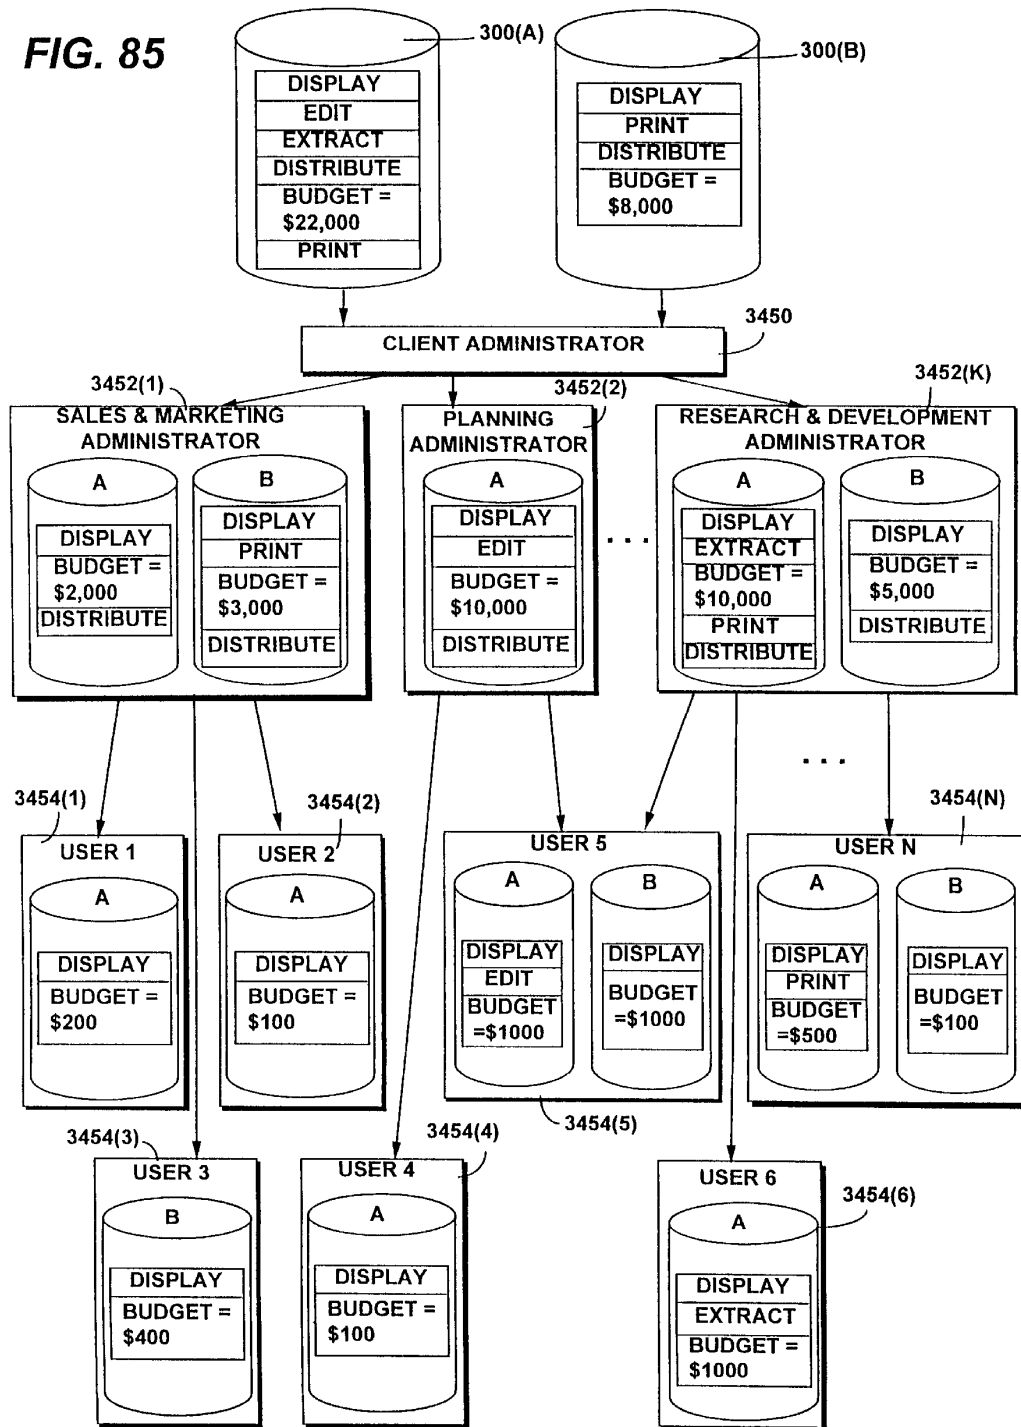 FIG. 85
300(A)
DISPLAY
EDIT
EXTRACT
DISTRIBUTE
BUDGET =
$22,000
PRINT
300(B)
DISPLAY
PRINT
DISTRIBUTE
BUDGET =
$8,000
CLIENT ADMINISTRATOR
3450
3452(1)
SALES & MARKETING
ADMINISTRATOR
A
DISPLAY
BUDGET =
$2,000
DISTRIBUTE
B
DISPLAY
PRINT
BUDGET =
$3,000
DISTRIBUTE
3452(2)
PLANNING
ADMINISTRATOR
A
DISPLAY
EDIT
BUDGET =
$10,000
DISTRIBUTE
. . .
3452(K)
RESEARCH & DEVELOPMENT
ADMINISTRATOR
A
DISPLAY
EXTRACT
BUDGET =
$10,000
PRINT
DISTRIBUTE
B
DISPLAY
BUDGET =
$5,000
DISTRIBUTE
3454(1)
USER 1
A
DISPLAY
BUDGET =
$200
3454(2)
USER 2
A
DISPLAY
BUDGET =
$100
USER 5
A
DISPLAY
EDIT
BUDGET
=$1000
B
DISPLAY
BUDGET
=$1000
3454(5)
. . .
3454(N)
USER N
A
DISPLAY
PRINT
BUDGET
=$500
B
DISPLAY
BUDGET
=$100
3454(3)
USER 3
B
DISPLAY
BUDGET =
$400
3454(4)
USER 4
A
DISPLAY
BUDGET =
$100
USER 6
3454(6)
A
DISPLAY
EXTRACT
BUDGET =
$1000